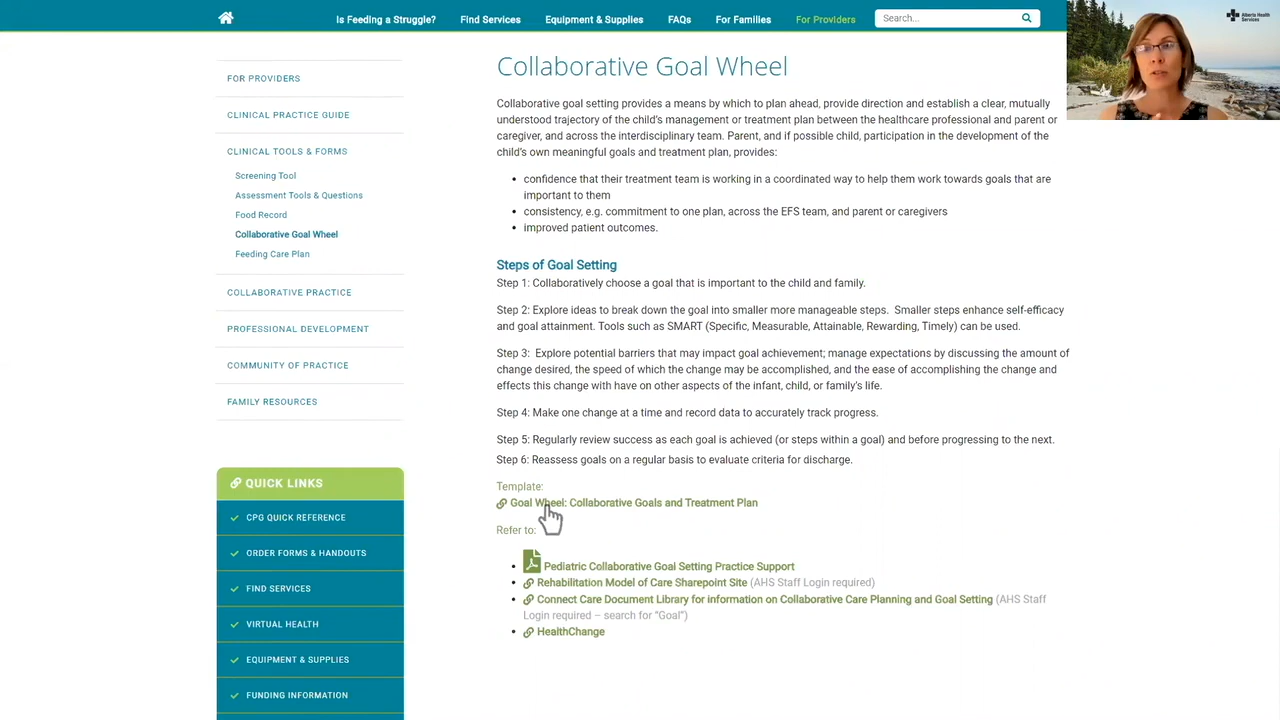 Is Feeding a Struggle? Find Services Equipment & Supplies FAQs For Families For Providers Search...
Alberta Health
Services
FOR PROVIDERS
CLINICAL PRACTICE GUIDE
CLINICAL TOOLS & FORMS
Screening Tool
Assessment Tools & Questions
Food Record
Collaborative Goal Wheel
Feeding Care Plan
COLLABORATIVE PRACTICE
PROFESSIONAL DEVELOPMENT
COMMUNITY OF PRACTICE
FAMILY RESOURCES
QUICK LINKS
CPG QUICK REFERENCE
ORDER FORMS & HANDOUTS
FIND SERVICES
VIRTUAL HEALTH
EQUIPMENT & SUPPLIES
FUNDING INFORMATION
Collaborative Goal Wheel
Collaborative goal setting provides a means by which to plan ahead, provide direction and establish a clear, mutually
understood trajectory of the child's management or treatment plan between the healthcare professional and parent or
caregiver, and across the interdisciplinary team. Parent, and if possible child, participation in the development of the
child's own meaningful goals and treatment plan, provides:
• confidence that their treatment team is working in a coordinated way to help them work towards goals that are
important to them
• consistency, e.g. commitment to one plan, across the EFS team, and parent or caregivers
• improved patient outcomes.
Steps of Goal Setting
Step 1: Collaboratively choose a goal that is important to the child and family.
Step 2: Explore ideas to break down the goal into smaller more manageable steps. Smaller steps enhance self-efficacy
and goal attainment. Tools such as SMART (Specific, Measurable, Attainable, Rewarding, Timely) can be used.
Step 3: Explore potential barriers that may impact goal achievement; manage expectations by discussing the amount of
change desired, the speed of which the change may be accomplished, and the ease of accomplishing the change and
effects this change with have on other aspects of the infant, child, or family's life.
Step 4: Make one change at a time and record data to accurately track progress.
Step 5: Regularly review success as each goal is achieved (or steps within a goal) and before progressing to the next.
Step 6: Reassess goals on a regular basis to evaluate criteria for discharge.
Template:
Goal Wheel: Collaborative Goals and Treatment Plan
Refer to:
• Pediatric Collaborative Goal Setting Practice Support
• Rehabilitation Model of Care Sharepoint Site (AHS Staff Login required)
• Connect Care Document Library for information on Collaborative Care Planning and Goal Setting (AHS Staff
Login required – search for "Goal")
• HealthChange